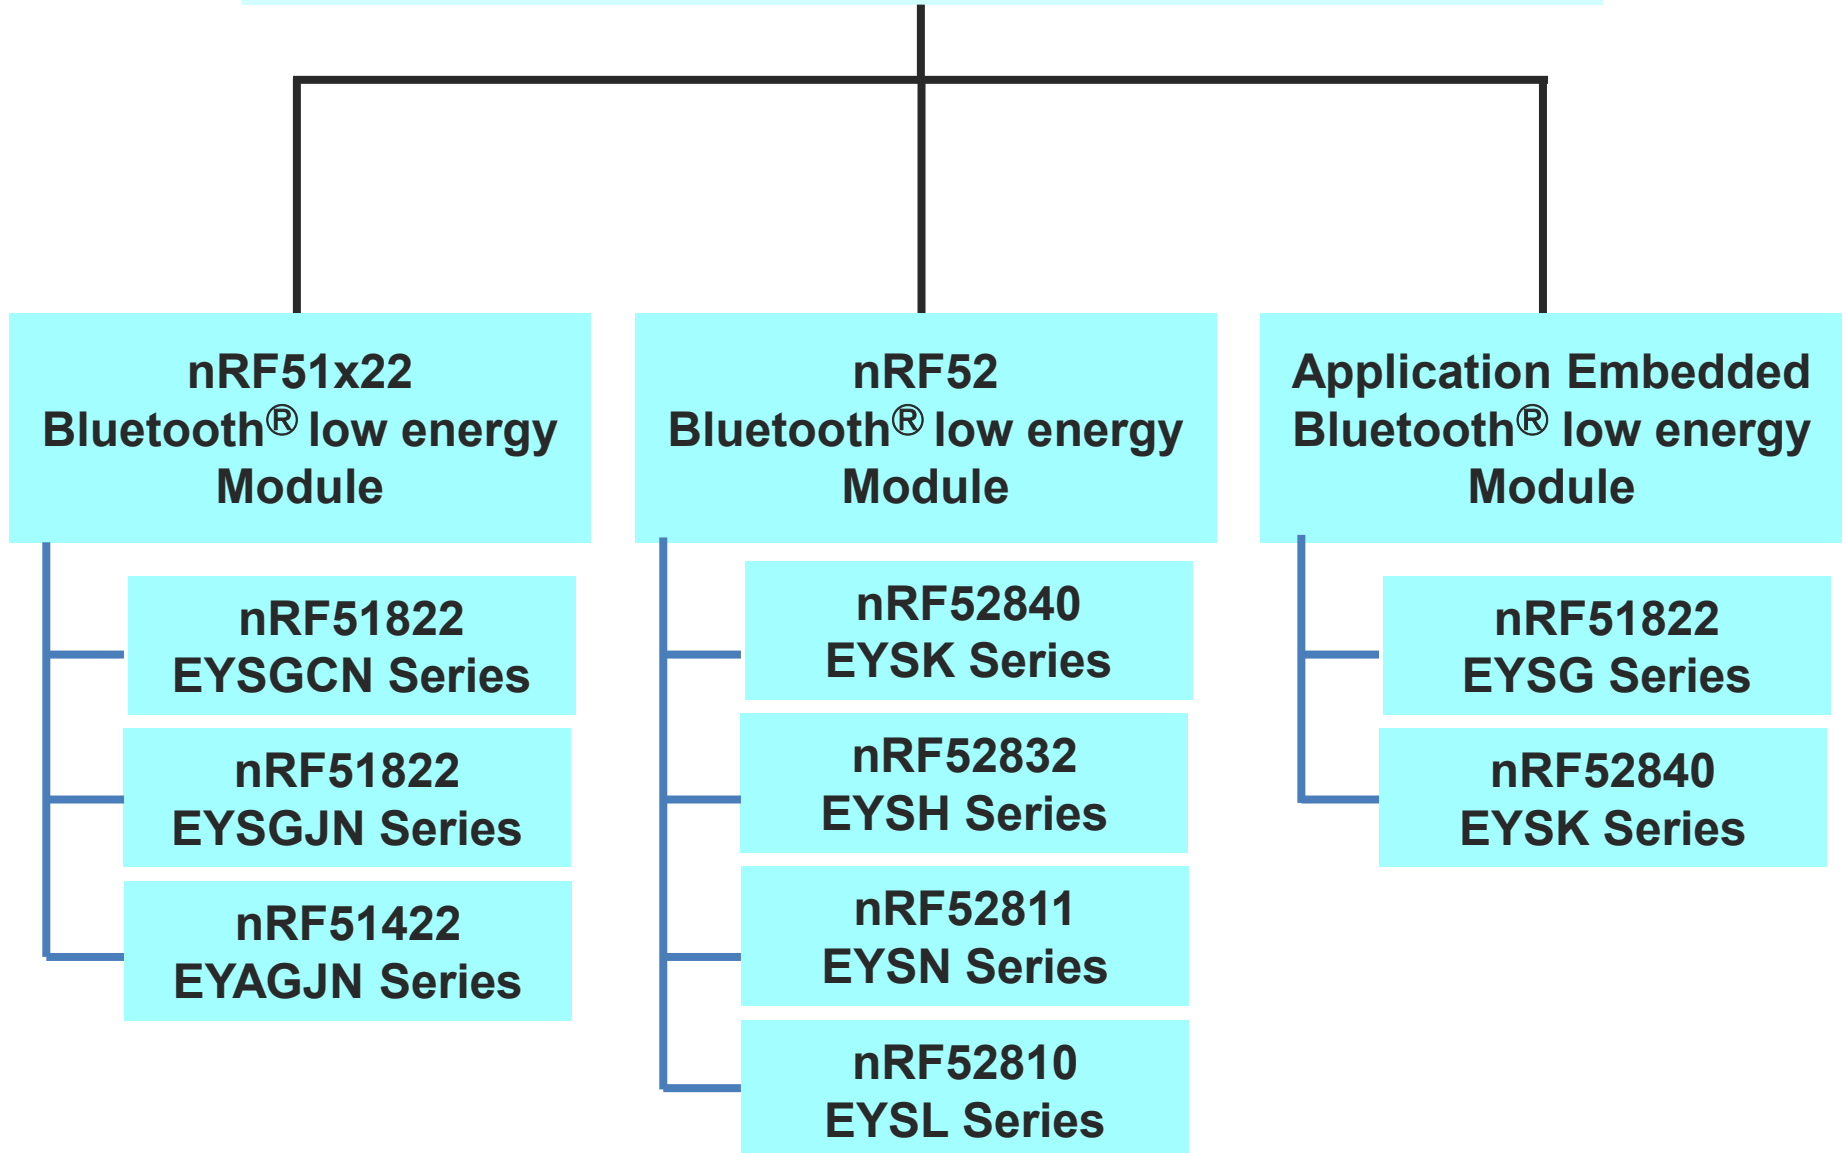 nRF51x22
Bluetooth® low energy
Module
nRF51822
EYSGCN Series
nRF51822
EYSGJN Series
nRF51422
EYAGJN Series
nRF52
Bluetooth® low energy
Module
nRF52840
EYSK Series
nRF52832
EYSH Series
nRF52811
EYSN Series
nRF52810
EYSL Series
Application Embedded
Bluetooth® low energy
Module
nRF51822
EYSG Series
nRF52840
EYSK Series